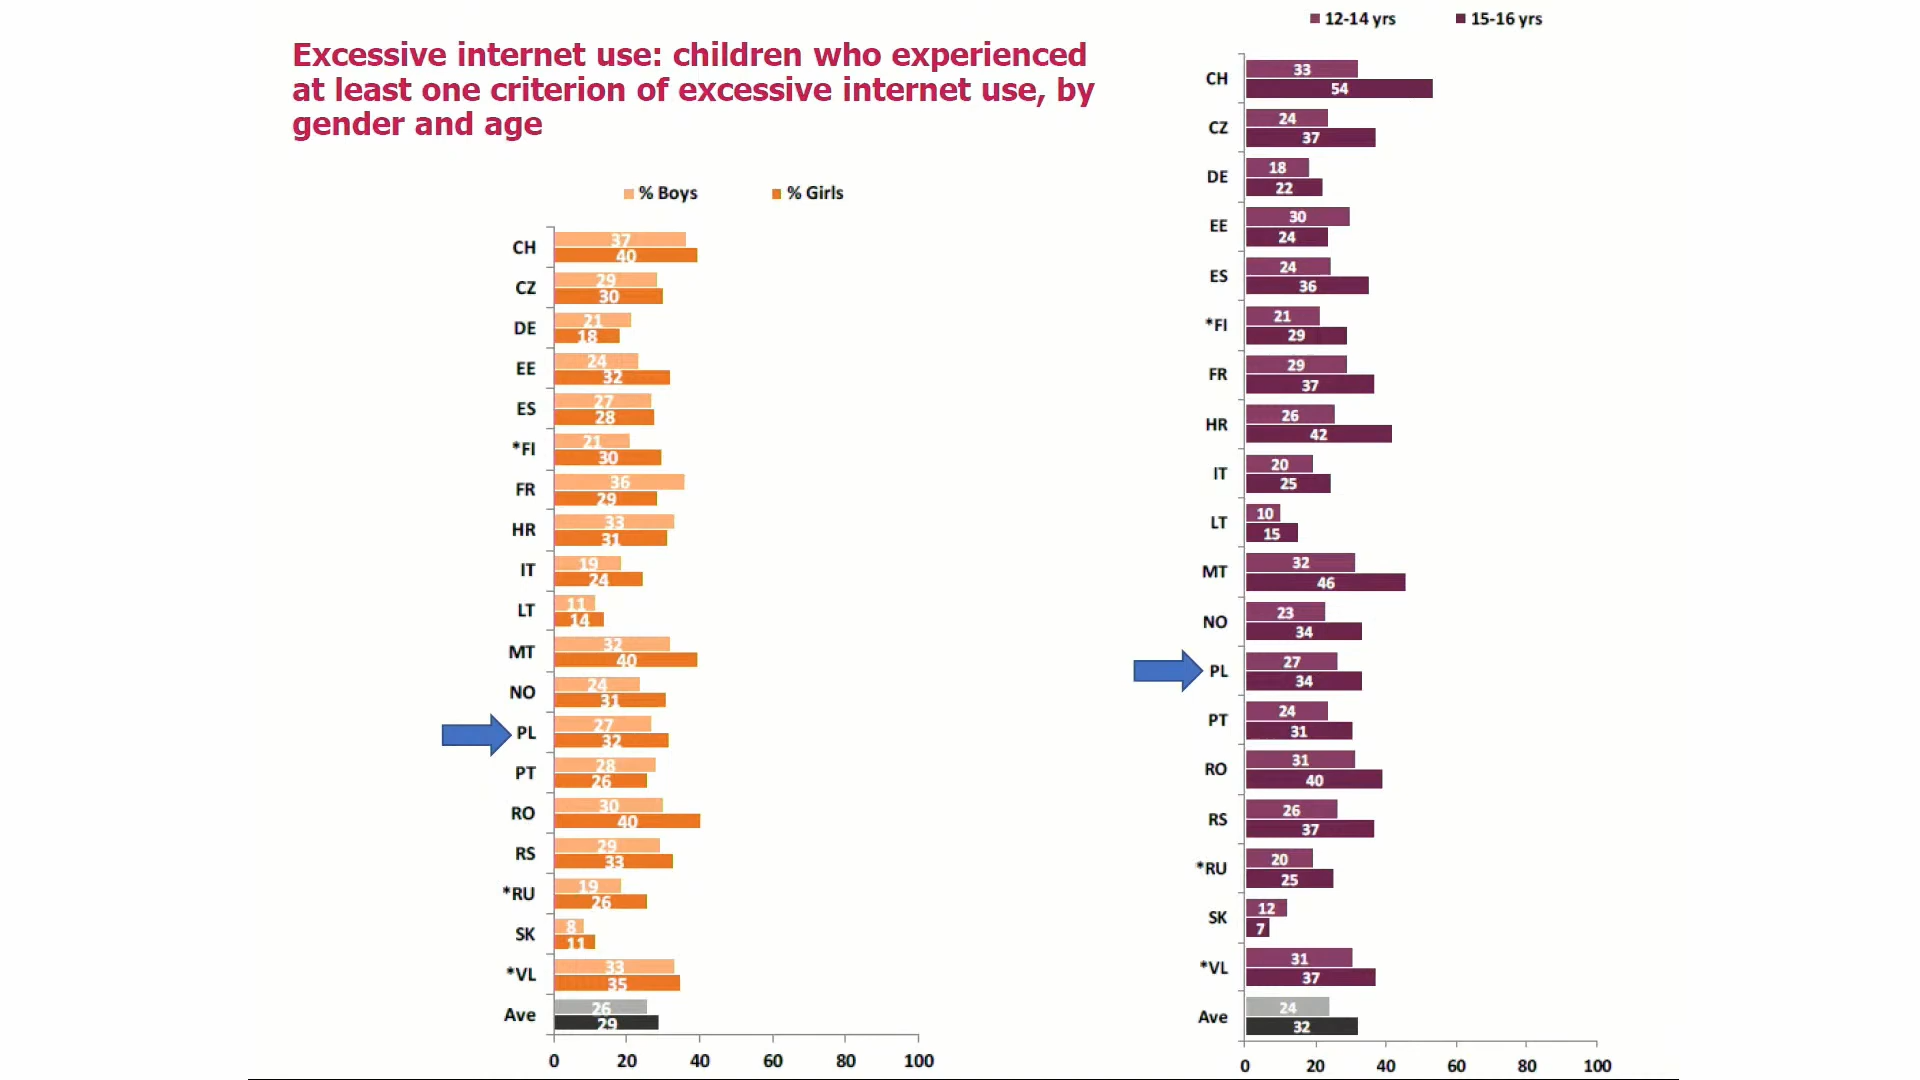 Excessive internet use: children who experienced
at least one criterion of excessive internet use, by
gender and age
% Boys % Girls
CH 37 40
CZ 29 30
DE 21 18
EE 24 32
ES 27 28
*FI 21 30
FR 36 29
HR 33 31
IT 19 24
LT 11 14
MT 32 40
NO 24 31
PL 27 32
PT 28 26
RO 30 40
RS 29 33
*RU 19 26
SK 8 11
*VL 33 35
Ave 26 29
0 20 40 60 80 100
12-14 yrs 15-16 yrs
CH 33 54
CZ 24 37
DE 18 22
EE 30 24
ES 24 36
*FI 21 29
FR 29 37
HR 26 42
IT 20 25
LT 10 15
MT 32 46
NO 23 34
PL 27 34
PT 24 31
RO 31 40
RS 26 37
*RU 20 25
SK 12 7
*VL 31 37
Ave 24 32
0 20 40 60 80 100